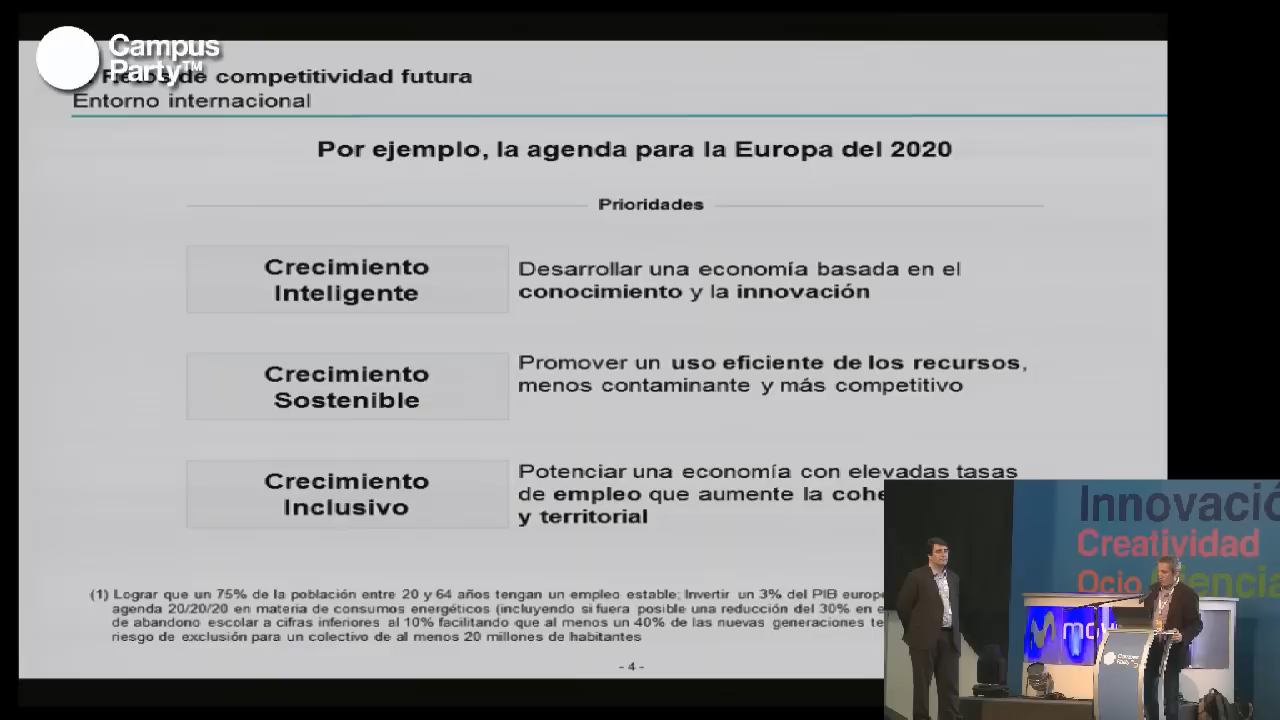 Campus
Party™
Retos de competitividad futura
Entorno internacional
Por ejemplo, la agenda para la Europa del 2020
Prioridades
Crecimiento
Inteligente
Desarrollar una economía basada en el
conocimiento y la innovación
Crecimiento
Sostenible
Promover un uso eficiente de los recursos,
menos contaminante y más competitivo
Crecimiento
Inclusivo
Potenciar una economía con elevadas tasas
de empleo que aumente la
y territorial
(1) Lograr que un 75% de la población entre 20 y 64 años tengan un empleo estable; Invertir un 3% del PIB
agenda 20/20/20 en materia de consumos energéticos (incluyendo si fuera posible una reducción del 30% en
de abandono escolar a cifras inferiores al 10% facilitando que al menos un 40% de las nuevas generaciones
riesgo de exclusión para un colectivo de al menos 20 millones de habitantes
- 4 -
Innovació
Creatividad
Ocio
Campus
Party